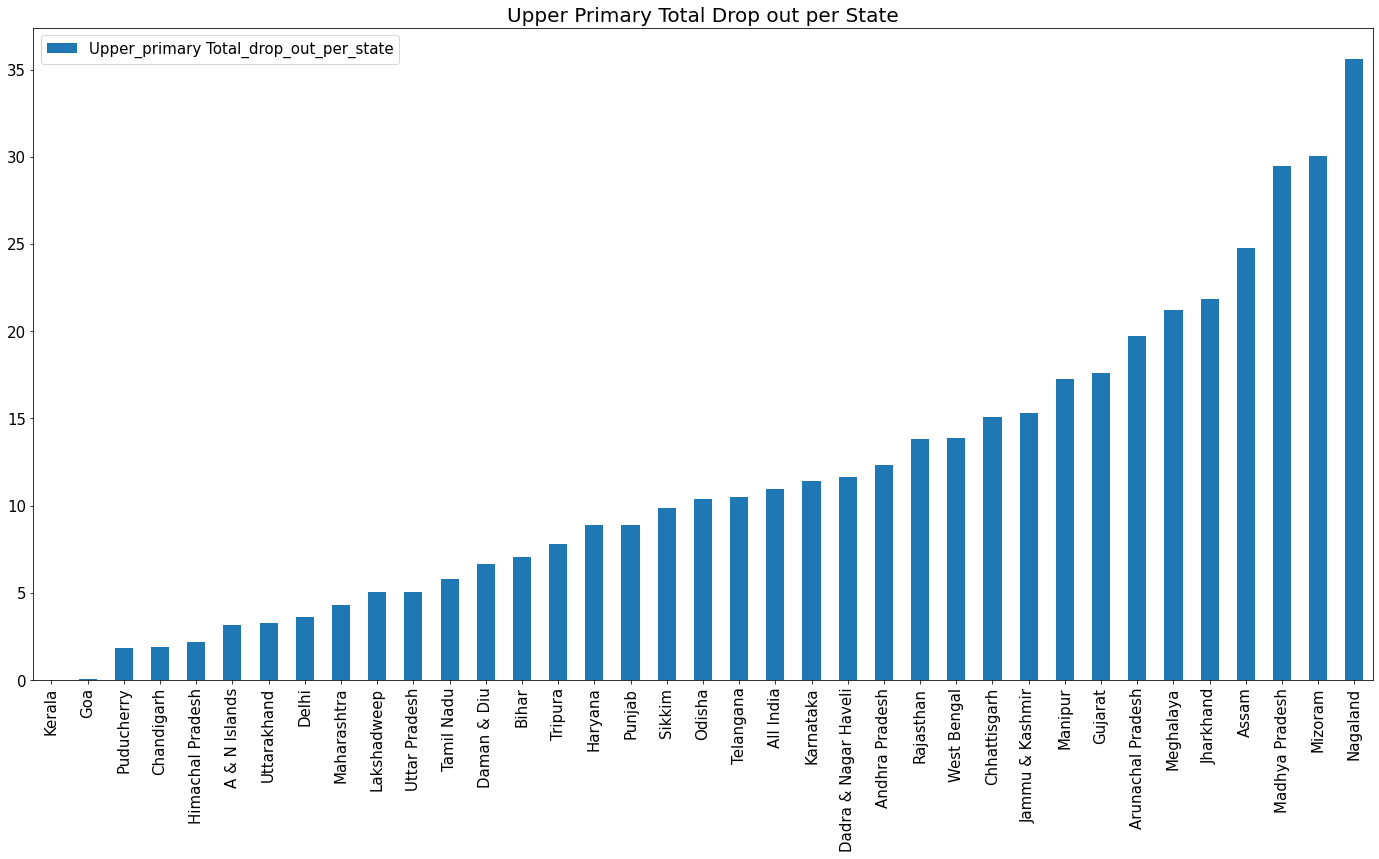 Upper Primary Total Drop out per State
Upper_primary Total_drop_out_per_state
35
30
25
20
15
10
5
0
Kerala
Goa
Puducherry
Chandigarh
Himachal Pradesh
A & N Islands
Uttarakhand
Delhi
Maharashtra
Lakshadweep
Uttar Pradesh
Tamil Nadu
Daman & Diu
Bihar
Tripura
Haryana
Punjab
Sikkim
Odisha
Telangana
All India
Karnataka
Dadra & Nagar Haveli
Andhra Pradesh
Rajasthan
West Bengal
Chhattisgarh
Jammu & Kashmir
Manipur
Gujarat
Arunachal Pradesh
Meghalaya
Jharkhand
Assam
Madhya Pradesh
Mizoram
Nagaland